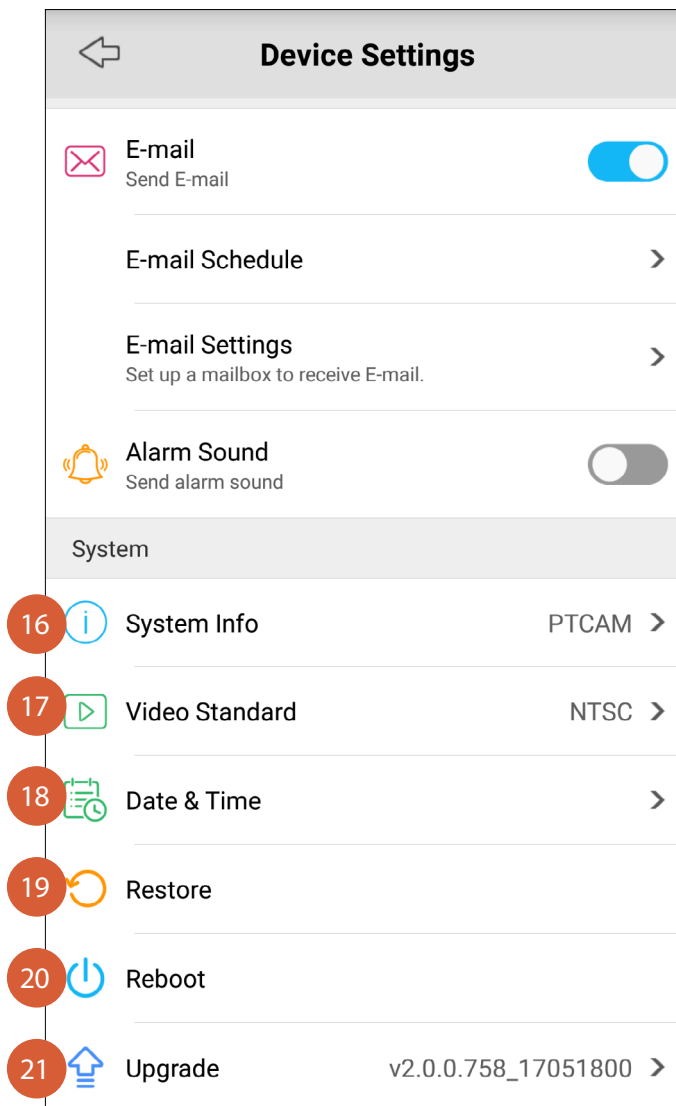 Device Settings
E-mail
Send E-mail
E-mail Schedule
E-mail Settings
Set up a mailbox to receive E-mail.
Alarm Sound
Send alarm sound
System
16 System Info PTCAM
17 Video Standard NTSC
18 Date & Time
19 Restore
20 Reboot
21 Upgrade v2.0.0.758_17051800